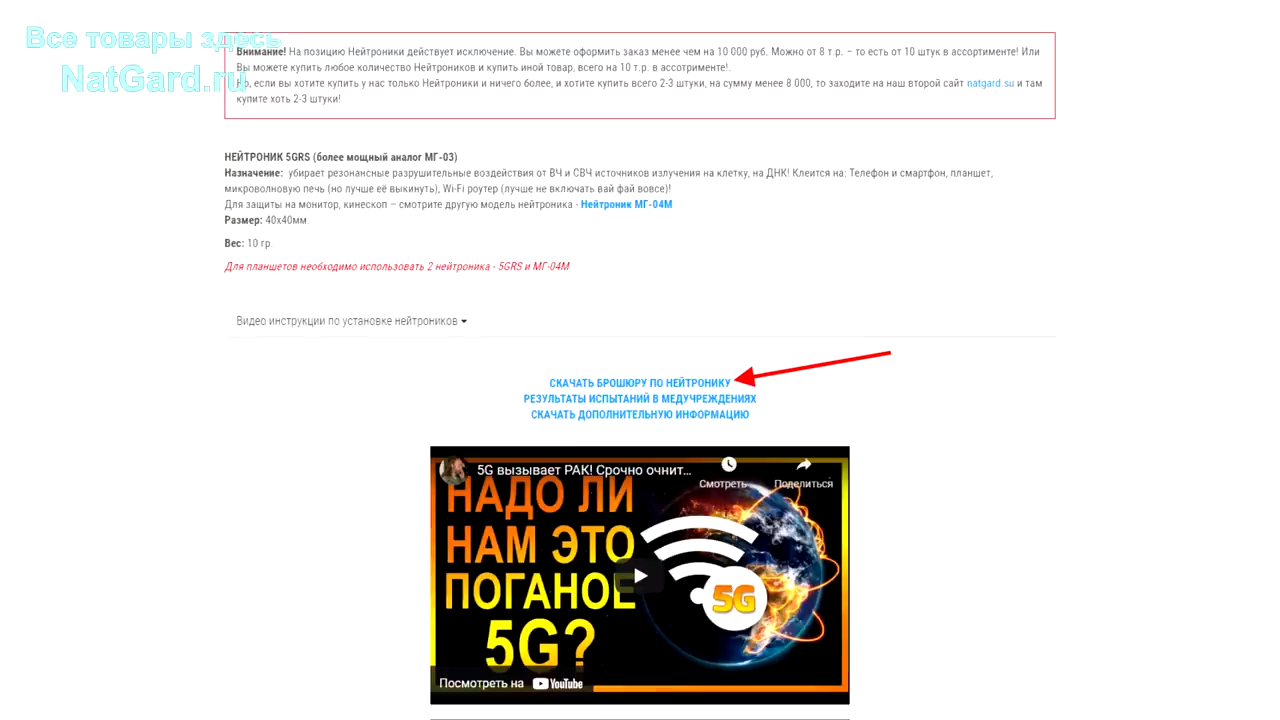 Все товары здесь
NatGard.ru
Внимание! На позицию Нейтроники действует исключение. Вы можете оформить заказ менее чем на 10 000 руб. Можно от 8 т.р. – то есть от 10 штук в ассортименте! Или
Вы можете купить любое количество Нейтроников и купить иной товар, всего на 10 т.р. в ассотрименте!.
Но, если вы хотите купить у нас только Нейтроники и ничего более, и хотите купить всего 2-3 штуки, на сумму менее 8 000, то заходите на наш второй сайт natgard.su и там
купите хоть 2-3 штуки!
НЕЙТРОНИК 5GRS (более мощный аналог МГ-03)
Назначение: убирает резонансные разрушительные воздействия от ВЧ и СВЧ источников излучения на клетку, на ДНК! Клеится на: Телефон и смартфон, планшет,
микроволновую печь (но лучше её выкинуть), Wi-Fi роутер (лучше не включать вай фай вовсе)!
Для защиты на монитор, кинескоп – смотрите другую модель нейтроника - Нейтроник МГ-04М
Размер: 40х40мм.
Вес: 10 гр.
Для планшетов необходимо использовать 2 нейтроника - 5GRS и МГ-04М
Видео инструкции по установке нейтроников
СКАЧАТЬ БРОШЮРУ ПО НЕЙТРОНИКУ
РЕЗУЛЬТАТЫ ИСПЫТАНИЙ В МЕДУЧРЕЖДЕНИЯХ
СКАЧАТЬ ДОПОЛНИТЕЛЬНУЮ ИНФОРМАЦИЮ
5G вызывает РАК! Срочно очнит...
Смотреть Поделиться
НАДО ЛИ
НАМ ЭТО
ПОГАНОЕ
5G?
5G
Посмотреть на YouTube